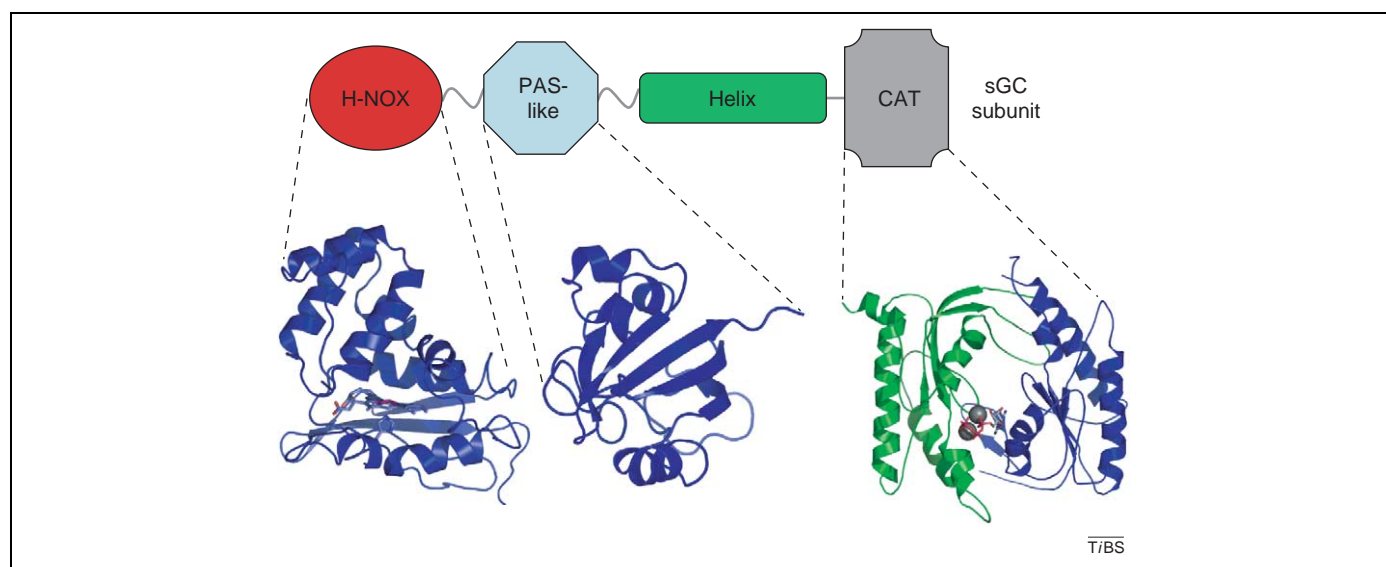 H-NOX
PAS-
like
Helix
CAT
sGC
subunit
TiBS